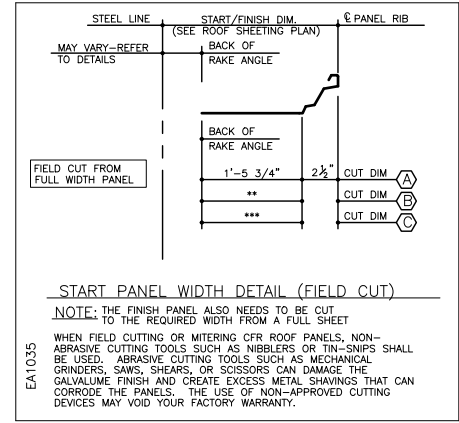 STEEL LINE
START/FINISH DIM.
℄ PANEL RIB
(SEE ROOF SHEETING PLAN)
MAY VARY-REFER
TO DETAILS
BACK OF
RAKE ANGLE
BACK OF
RAKE ANGLE
FIELD CUT FROM
FULL WIDTH PANEL
1'-5 3/4" 2½" CUT DIM A
** CUT DIM B
*** CUT DIM C
START PANEL WIDTH DETAIL (FIELD CUT)
NOTE: THE FINISH PANEL ALSO NEEDS TO BE CUT
TO THE REQUIRED WIDTH FROM A FULL SHEET
WHEN FIELD CUTTING OR MITERING CFR ROOF PANELS, NON-
ABRASIVE CUTTING TOOLS SUCH AS NIBBLERS OR TIN-SNIPS SHALL
BE USED. ABRASIVE CUTTING TOOLS SUCH AS MECHANICAL
GRINDERS, SAWS, SHEARS, OR SCISSORS CAN DAMAGE THE
GALVALUME FINISH AND CREATE EXCESS METAL SHAVINGS THAT CAN
CORRODE THE PANELS. THE USE OF NON-APPROVED CUTTING
DEVICES MAY VOID YOUR FACTORY WARRANTY.
EA1035